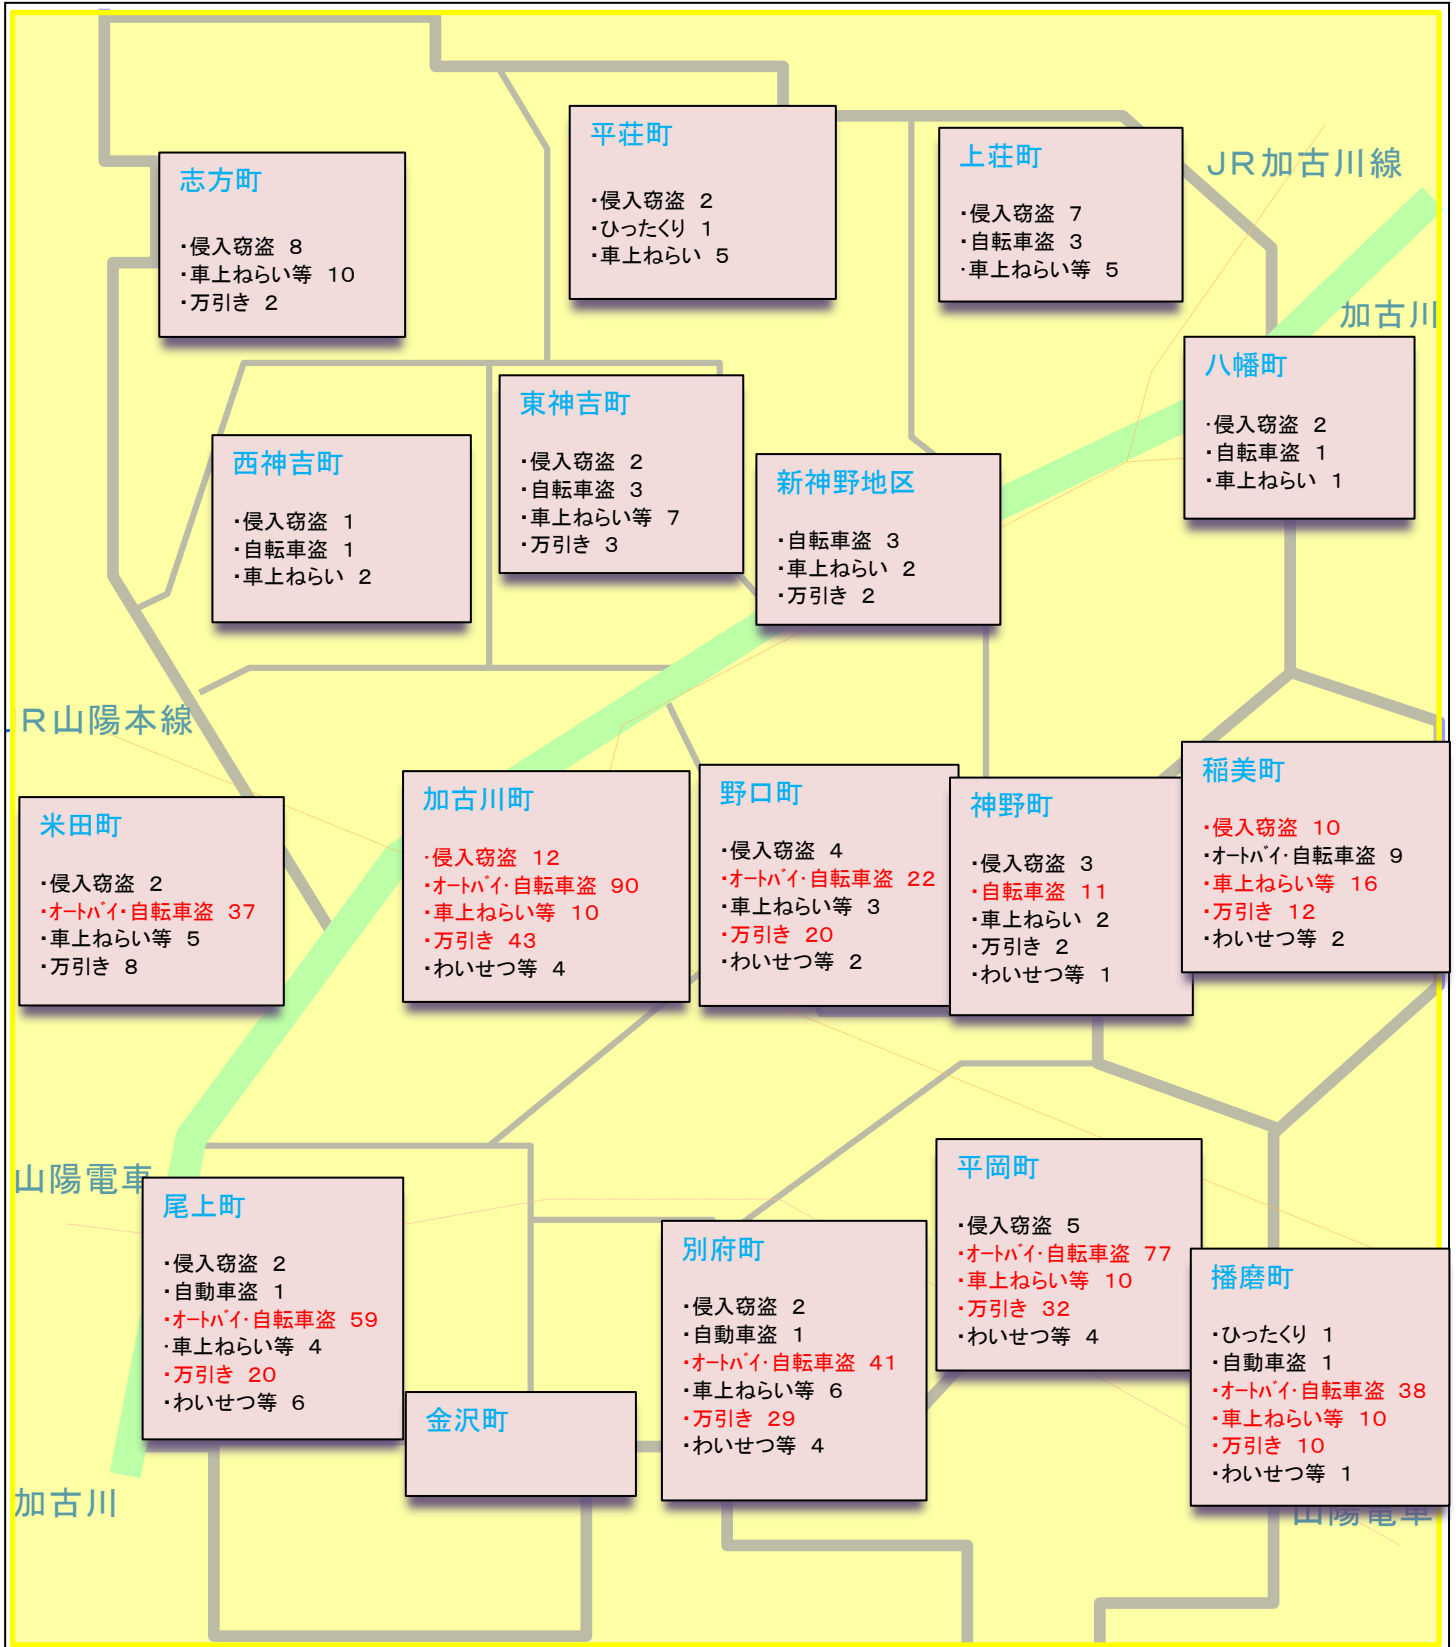 平荘町
・侵入窃盗 2
・ひったくり 1
・車上ねらい 5
上荘町
・侵入窃盗 7
・自転車盗 3
・車上ねらい等 5
JR加古川線
志方町
・侵入窃盗 8
・車上ねらい等 10
・万引き 2
加古川
八幡町
・侵入窃盗 2
・自転車盗 1
・車上ねらい 1
東神吉町
・侵入窃盗 2
・自転車盗 3
・車上ねらい等 7
・万引き 3
西神吉町
・侵入窃盗 1
・自転車盗 1
・車上ねらい 2
新神野地区
・自転車盗 3
・車上ねらい 2
・万引き 2
JR山陽本線
米田町
・侵入窃盗 2
・オートバイ・自転車盗 37
・車上ねらい等 5
・万引き 8
加古川町
・侵入窃盗 12
・オートバイ・自転車盗 90
・車上ねらい等 10
・万引き 43
・わいせつ等 4
野口町
・侵入窃盗 4
・オートバイ・自転車盗 22
・車上ねらい等 3
・万引き 20
・わいせつ等 2
神野町
・侵入窃盗 3
・自転車盗 11
・車上ねらい 2
・万引き 2
・わいせつ等 1
稲美町
・侵入窃盗 10
・オートバイ・自転車盗 9
・車上ねらい等 16
・万引き 12
・わいせつ等 2
山陽電車
尾上町
・侵入窃盗 2
・自動車盗 1
・オートバイ・自転車盗 59
・車上ねらい等 4
・万引き 20
・わいせつ等 6
金沢町
別府町
・侵入窃盗 2
・自動車盗 1
・オートバイ・自転車盗 41
・車上ねらい等 6
・万引き 29
・わいせつ等 4
平岡町
・侵入窃盗 5
・オートバイ・自転車盗 77
・車上ねらい等 10
・万引き 32
・わいせつ等 4
播磨町
・ひったくり 1
・自動車盗 1
・オートバイ・自転車盗 38
・車上ねらい等 10
・万引き 10
・わいせつ等 1
加古川
山陽電車